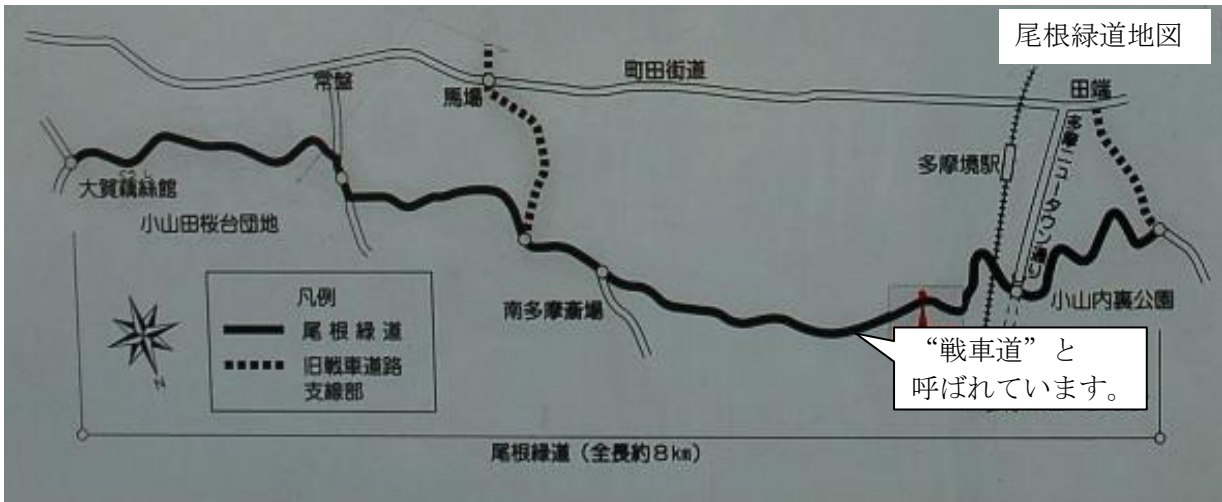 尾根緑道地図
町田街道
常盤
馬場
田端
多摩境駅
多摩ニュータウン通り
大賀藕絲館
ぐうし
小山田桜台団地
小山内裏公園
南多摩斎場
凡例
尾根緑道
旧戦車道路
支線部
N
“戦車道”と
呼ばれています。
尾根緑道（全長約8km）